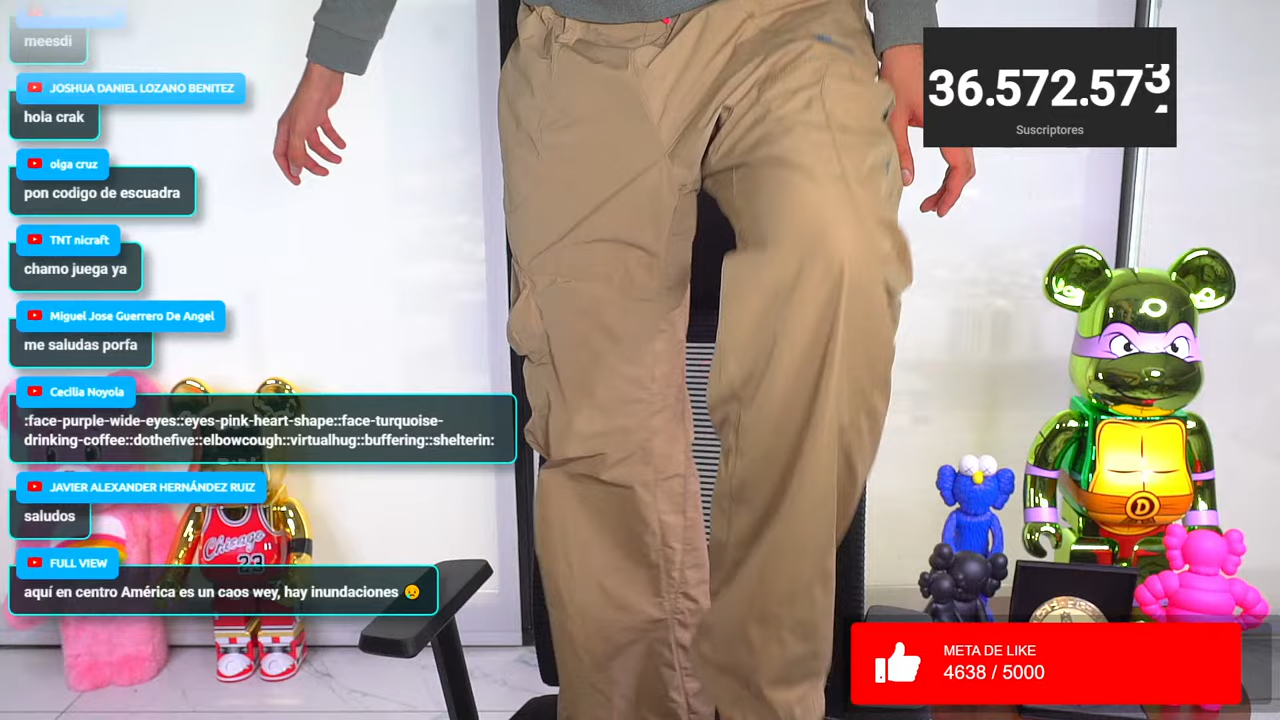 meesdi
JOSHUA DANIEL LOZANO BENITEZ
hola crak
olga cruz
pon codigo de escuadra
TNT nicraft
chamo juega ya
Miguel Jose Guerrero De Angel
me saludas porfa
Cecilia Noyola
:face-purple-wide-eyes::eyes-pink-heart-shape::face-turquoise-
drinking-coffee::dothefive::elbowcough::virtualhug::buffering::shelterin:
JAVIER ALEXANDER HERNÁNDEZ RUIZ
saludos
FULL VIEW
aquí en centro América es un caos wey, hay inundaciones 😥
36.572.573
Suscriptores
Chicago
23
D
META DE LIKE
4638 / 5000